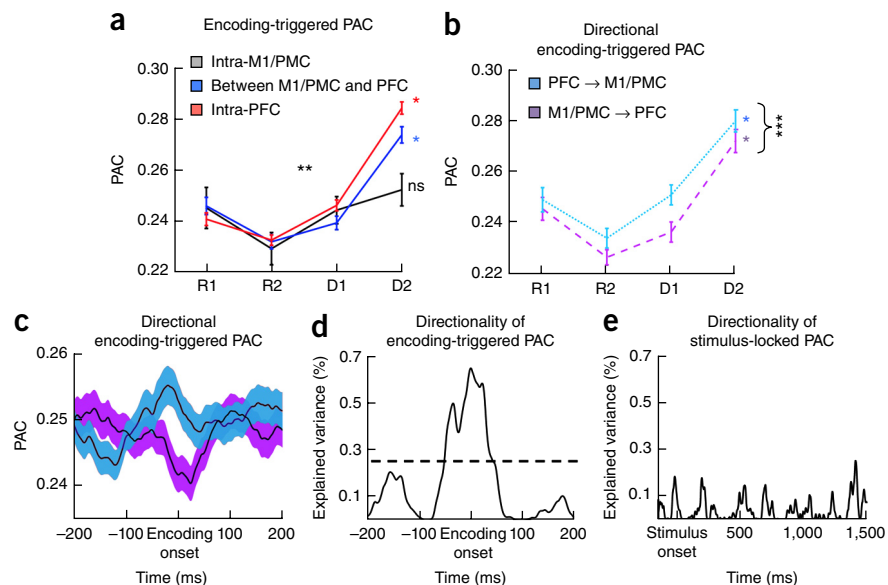 a
Encoding-triggered PAC
Intra-M1/PMC
Between M1/PMC and PFC
Intra-PFC
PAC
0.30
0.28
0.26
0.24
0.22
**
*
*
ns
R1
R2
D1
D2
b
Directional
encoding-triggered PAC
PFC → M1/PMC
M1/PMC → PFC
PAC
0.30
0.28
0.26
0.24
0.22
*
*
***
R1
R2
D1
D2
c
Directional
encoding-triggered PAC
PAC
0.26
0.25
0.24
–200
–100
Encoding
onset
100
200
Time (ms)
d
Directionality of
encoding-triggered PAC
Explained variance (%)
0.7
0.5
0.3
0.1
–200
–100
Encoding
onset
100
200
Time (ms)
e
Directionality of
stimulus-locked PAC
Explained variance (%)
0.7
0.5
0.3
0.1
Stimulus
onset
500
1,000
1,500
Time (ms)